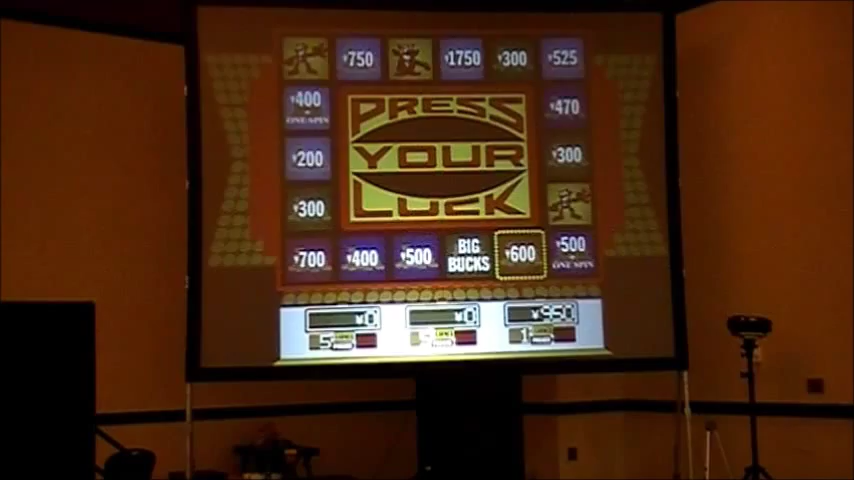 ¥750 ¥1750 ¥300 ¥525
¥400
+
ONE SPIN
¥470
¥200
¥300
¥300
¥700 ¥400 ¥500 BIG
BUCKS ¥600 ¥500
+
ONE SPIN
PRESS
YOUR
LUCK
¥0 ¥0 ¥950
5 1